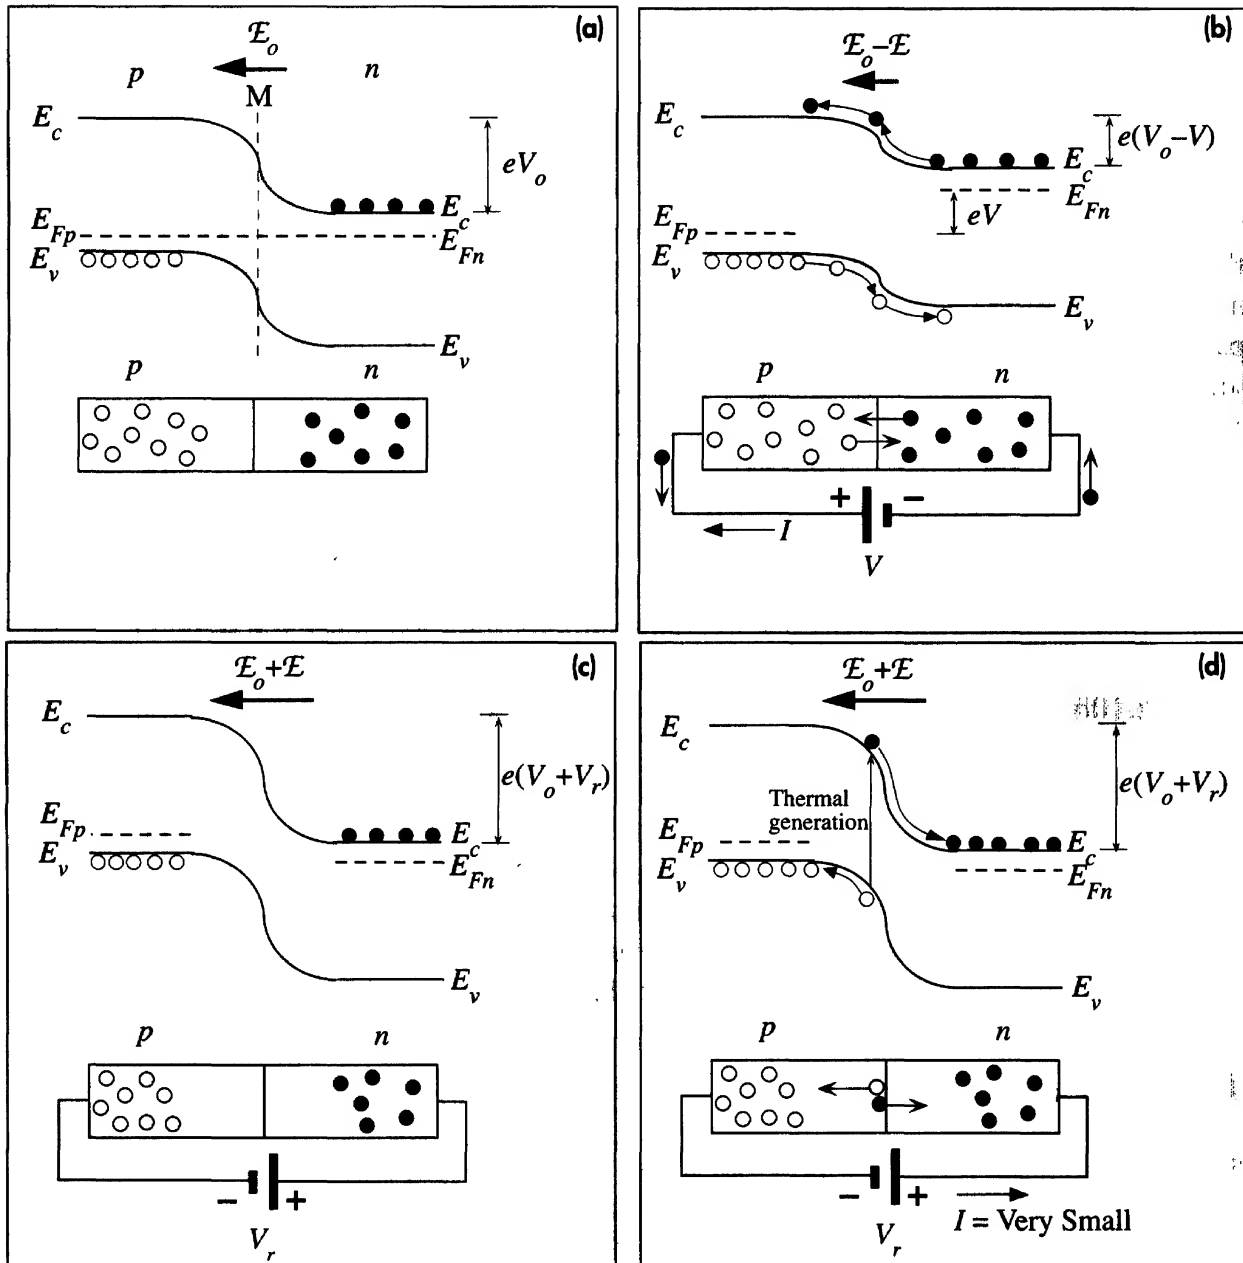 (a)
ℰo
p n
M
Ec
eVo
EFp
Ev
Ec
EFn
Ev
p n
(b)
ℰo–ℰ
Ec
e(Vo–V)
Ec
EFn
eV
EFp
Ev
Ev
p n
+ –
I
V
(c)
ℰo+ℰ
Ec
e(Vo+Vr)
EFp
Ev
Ec
EFn
Ev
p n
– +
Vr
(d)
ℰo+ℰ
Ec
e(Vo+Vr)
Thermal
generation
EFp
Ev
Ec
EFn
Ev
p n
– +
I = Very Small
Vr